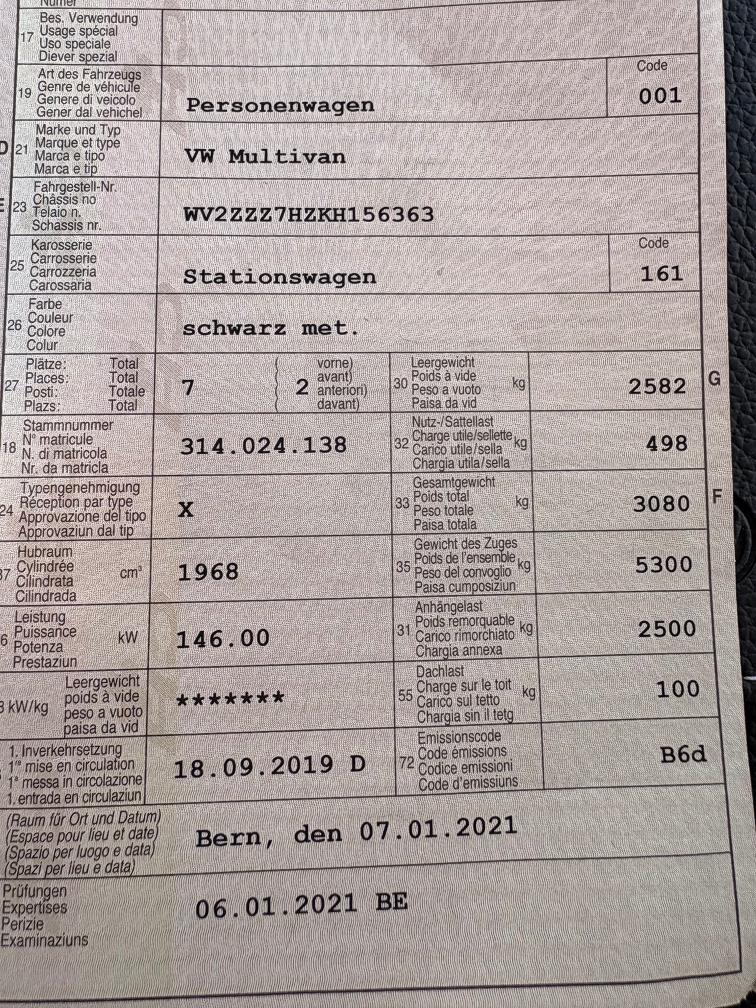 Numer
17 Bes. Verwendung
Usage spécial
Uso speciale
Diever spezial
19 Art des Fahrzeugs
Genre de véhicule
Genere di veicolo
Gener dal vehichel
Personenwagen
Code
001
D 21 Marke und Typ
Marque et type
Marca e tipo
Marca e tip
VW Multivan
E 23 Fahrgestell-Nr.
Châssis no
Telaio n.
Schassis nr.
WV2ZZZ7HZKH156363
25 Karosserie
Carrosserie
Carrozzeria
Carossaria
Stationswagen
Code
161
26 Farbe
Couleur
Colore
Colur
schwarz met.
27 Plätze: Total
Places: Total
Posti: Totale
Plazs: Total
7
( vorne)
( 2 avant)
( anteriori)
( davant)
30 Leergewicht
Poids à vide kg
Peso a vuoto
Paisa da vid
2582 G
18 Stammnummer
N° matricule
N. di matricola
Nr. da matricla
314.024.138
32 Nutz-/Sattellast
Charge utile/sellette kg
Carico utile/sella
Chargia utila/sella
498
24 Typengenehmigung
Réception par type
Approvazione del tipo
Approvaziun dal tip
X
33 Gesamtgewicht
Poids total kg
Peso totale
Paisa totala
3080 F
37 Hubraum
Cylindrée cm³
Cilindrata
Cilindrada
1968
35 Gewicht des Zuges
Poids de l'ensemble kg
Peso del convoglio
Paisa cumposiziun
5300
6 Leistung
Puissance kW
Potenza
Prestaziun
146.00
31 Anhängelast
Poids remorquable kg
Carico rimorchiato
Chargia annexa
2500
kW/kg Leergewicht
poids à vide
peso a vuoto
paisa da vid
*******
55 Dachlast
Charge sur le toit kg
Carico sul tetto
Chargia sin il tetg
100
1. Inverkehrsetzung
1re mise en circulation
1a messa in circolazione
1. entrada en circulaziun
18.09.2019 D
72 Emissionscode
Code émissions
Codice emissioni
Code d'emissiuns
B6d
(Raum für Ort und Datum)
(Espace pour lieu et date)
(Spazio per luogo e data)
(Spazi per lieu e data)
Bern, den 07.01.2021
Prüfungen
Expertises
Perizie
Examinaziuns
06.01.2021 BE